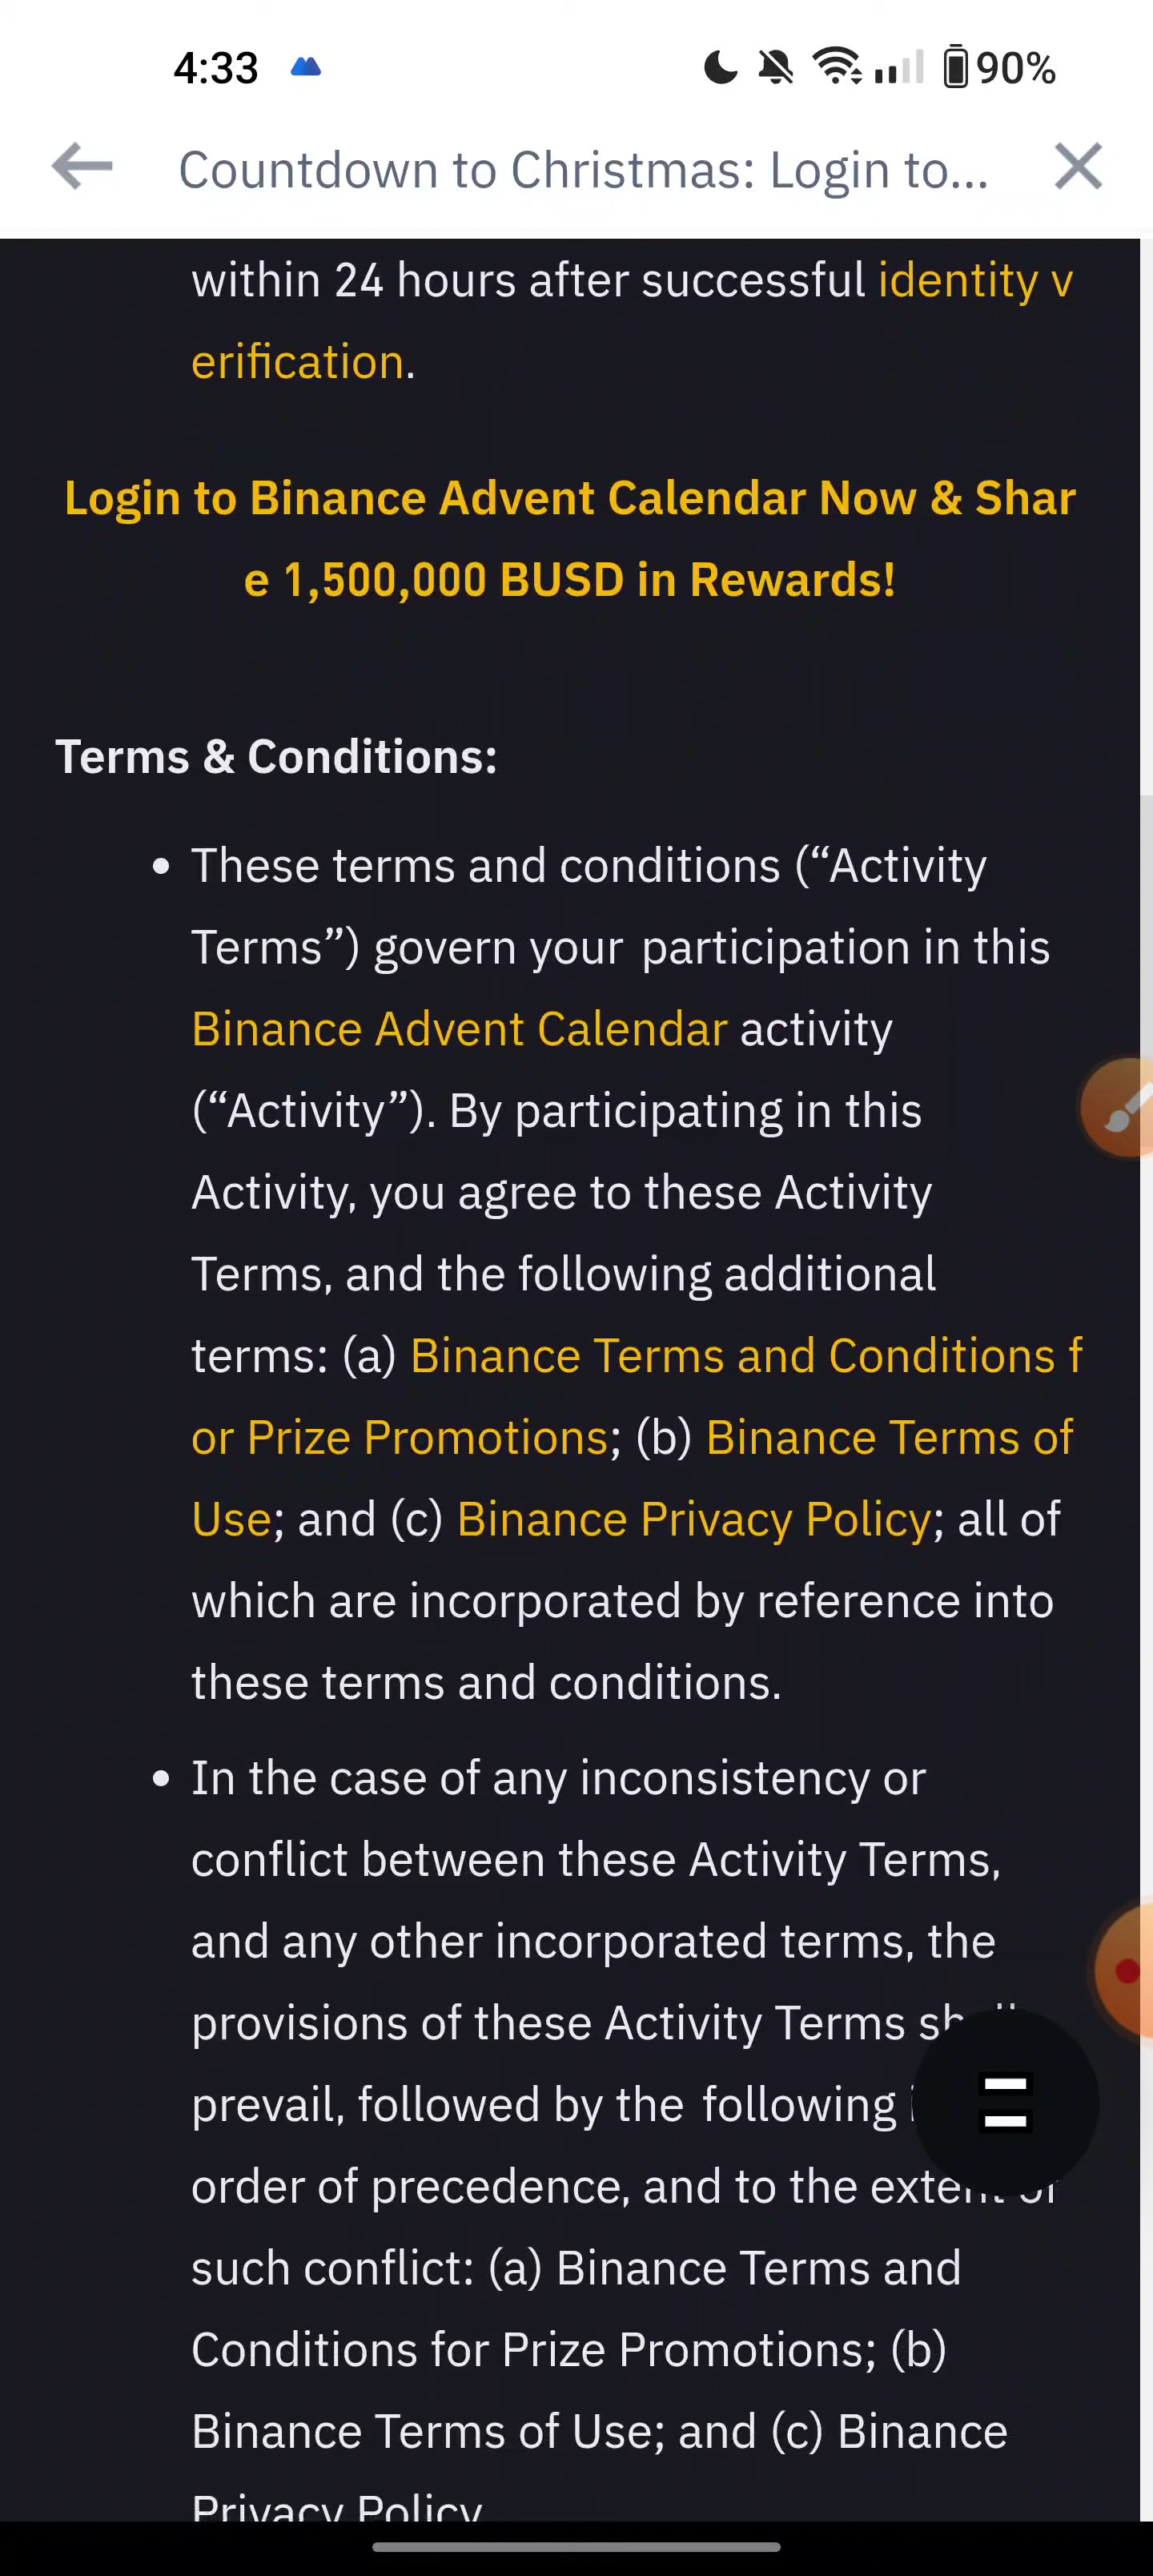 4:33
90%
Countdown to Christmas: Login to...
within 24 hours after successful identity v
erification.
Login to Binance Advent Calendar Now & Shar
e 1,500,000 BUSD in Rewards!
Terms & Conditions:
• These terms and conditions (“Activity
Terms”) govern your participation in this
Binance Advent Calendar activity
(“Activity”). By participating in this
Activity, you agree to these Activity
Terms, and the following additional
terms: (a) Binance Terms and Conditions f
or Prize Promotions; (b) Binance Terms of
Use; and (c) Binance Privacy Policy; all of
which are incorporated by reference into
these terms and conditions.
• In the case of any inconsistency or
conflict between these Activity Terms,
and any other incorporated terms, the
provisions of these Activity Terms
prevail, followed by the following
order of precedence, and to the extent of
such conflict: (a) Binance Terms and
Conditions for Prize Promotions; (b)
Binance Terms of Use; and (c) Binance
Privacy Policy